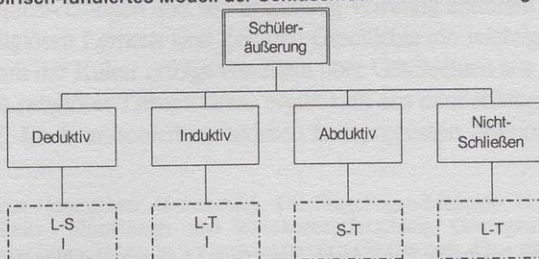 Schüler-
äußerung
Deduktiv
Induktiv
Abduktiv
Nicht-
Schließen
L-S
L-T
S-T
L-T